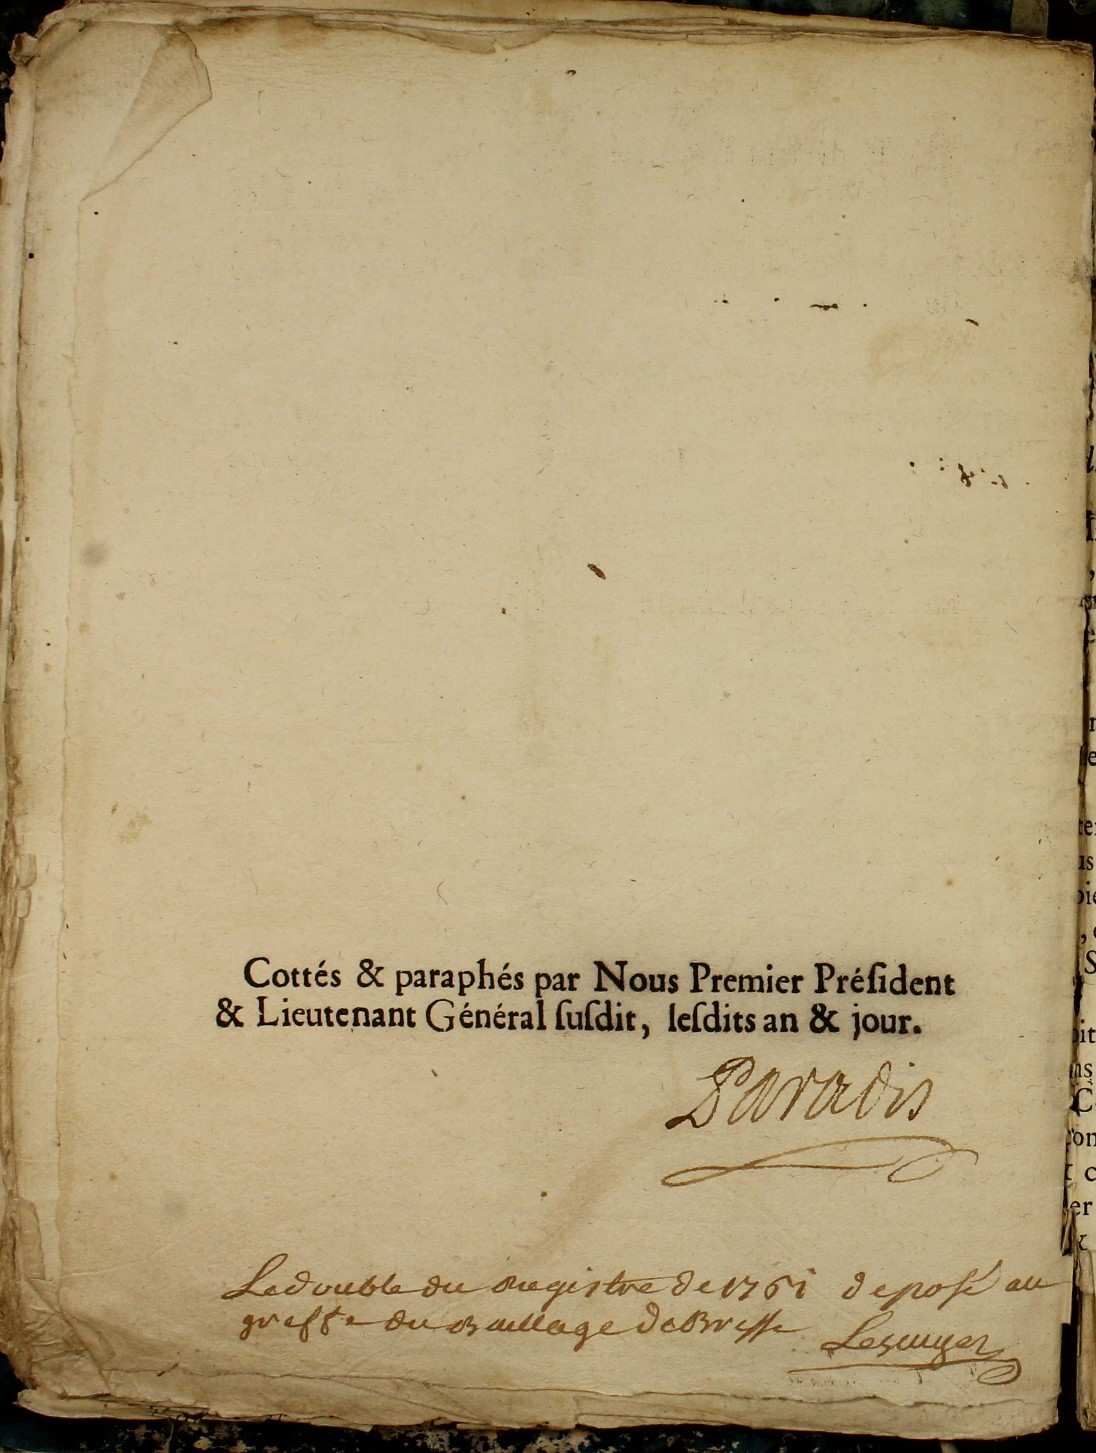 Cottés & paraphés par Nous Premier Préſident
& Lieutenant Général ſuſdit, leſdits an & jour.
Paradis
Le double du Registre de 1761 deposé au
greffe du Baillage de Bresse